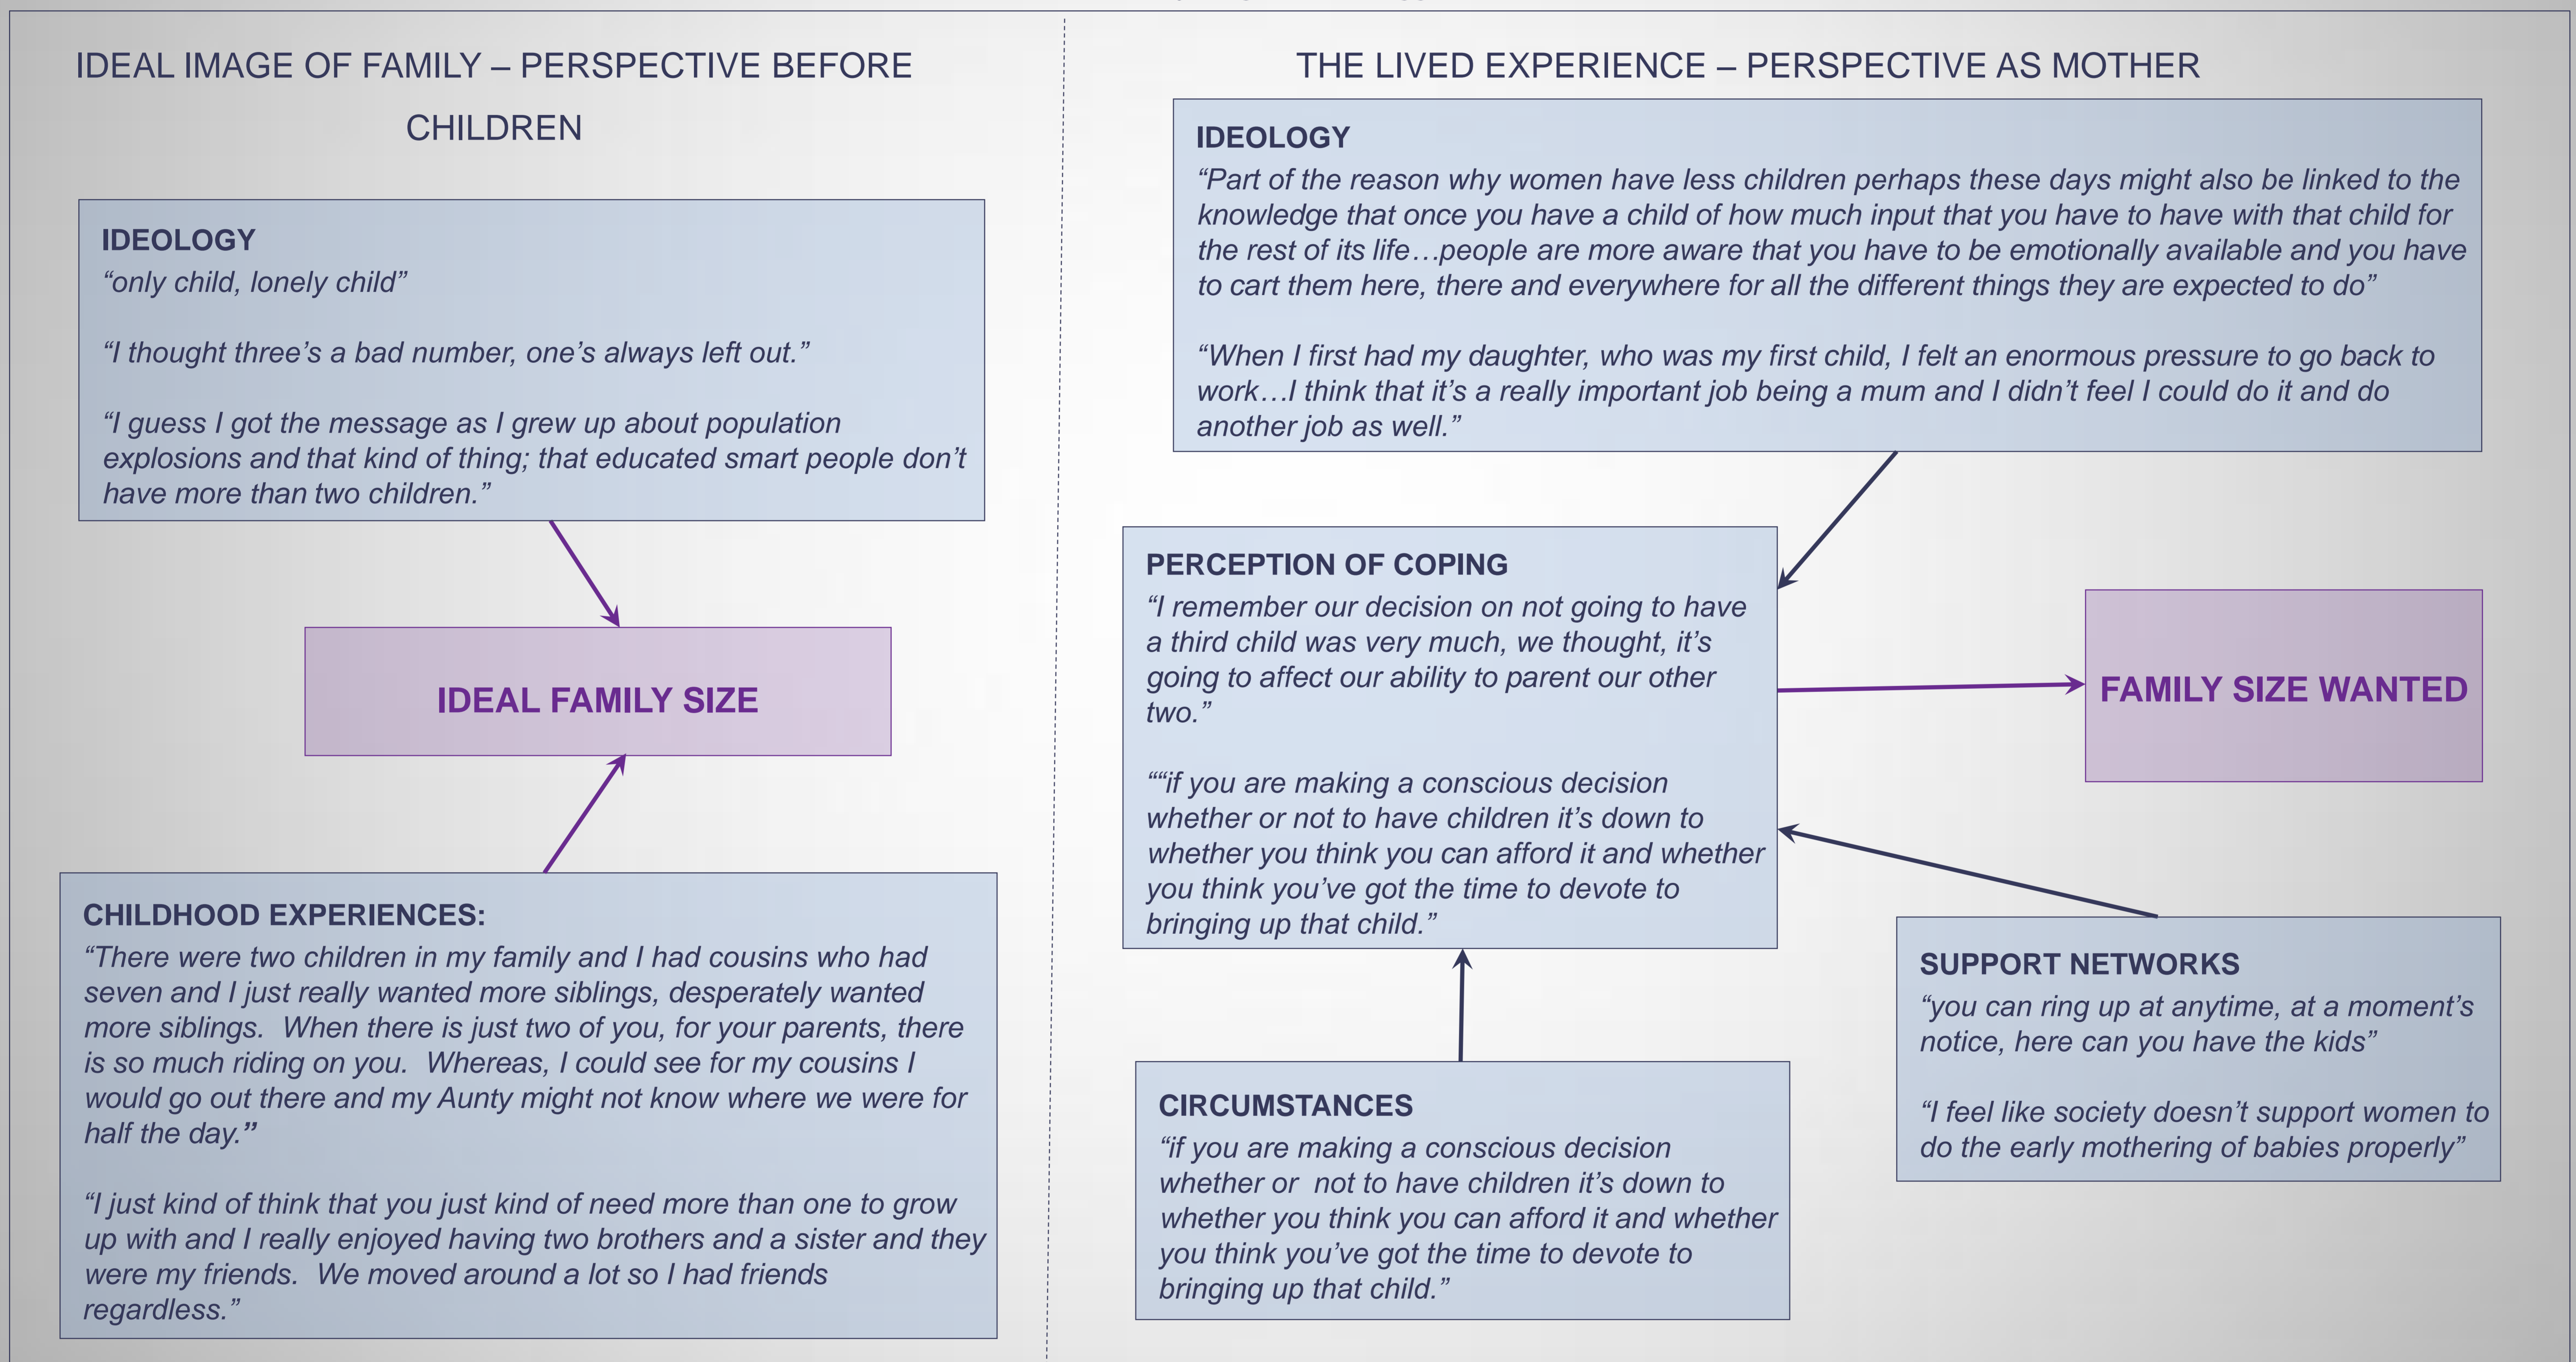 IDEAL IMAGE OF FAMILY – PERSPECTIVE BEFORE
CHILDREN
IDEOLOGY
“only child, lonely child”
“I thought three’s a bad number, one’s always left out.”
“I guess I got the message as I grew up about population
explosions and that kind of thing; that educated smart people don’t
have more than two children.”
IDEAL FAMILY SIZE
CHILDHOOD EXPERIENCES:
“There were two children in my family and I had cousins who had
seven and I just really wanted more siblings, desperately wanted
more siblings.  When there is just two of you, for your parents, there
is so much riding on you.  Whereas, I could see for my cousins I
would go out there and my Aunty might not know where we were for
half the day.”
“I just kind of think that you just kind of need more than one to grow
up with and I really enjoyed having two brothers and a sister and they
were my friends.  We moved around a lot so I had friends
regardless.”
THE LIVED EXPERIENCE – PERSPECTIVE AS MOTHER
IDEOLOGY
“Part of the reason why women have less children perhaps these days might also be linked to the
knowledge that once you have a child of how much input that you have to have with that child for
the rest of its life…people are more aware that you have to be emotionally available and you have
to cart them here, there and everywhere for all the different things they are expected to do”
“When I first had my daughter, who was my first child, I felt an enormous pressure to go back to
work…I think that it’s a really important job being a mum and I didn’t feel I could do it and do
another job as well.”
PERCEPTION OF COPING
“I remember our decision on not going to have
a third child was very much, we thought, it’s
going to affect our ability to parent our other
two.”
““if you are making a conscious decision
whether or not to have children it’s down to
whether you think you can afford it and whether
you think you’ve got the time to devote to
bringing up that child.”
FAMILY SIZE WANTED
SUPPORT NETWORKS
“you can ring up at anytime, at a moment’s
notice, here can you have the kids”
“I feel like society doesn’t support women to
do the early mothering of babies properly”
CIRCUMSTANCES
“if you are making a conscious decision
whether or  not to have children it’s down to
whether you think you can afford it and whether
you think you’ve got the time to devote to
bringing up that child.”